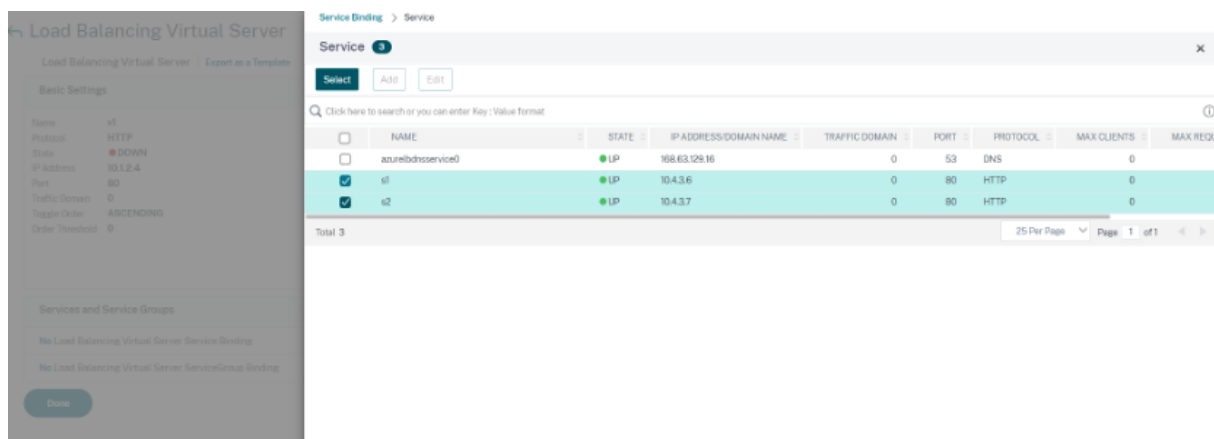 Load Balancing Virtual Server
Load Balancing Virtual Server | Export as a Template
Basic Settings
Name v1
Protocol HTTP
State DOWN
IP Address 10.1.2.4
Port 80
Traffic Domain 0
Toggle Order ASCENDING
Order Threshold 0
Services and Service Groups
No Load Balancing Virtual Server Service Binding
No Load Balancing Virtual Server ServiceGroup Binding
Done
Service Binding > Service
Service 3
Select Add Edit
Click here to search or you can enter Key : Value format
NAME STATE IP ADDRESS/DOMAIN NAME TRAFFIC DOMAIN PORT PROTOCOL MAX CLIENTS MAX REQU
azurelbdnsservice0 UP 168.63.129.16 0 53 DNS 0
s1 UP 10.4.3.6 0 80 HTTP 0
s2 UP 10.4.3.7 0 80 HTTP 0
Total 3
25 Per Page Page 1 of 1